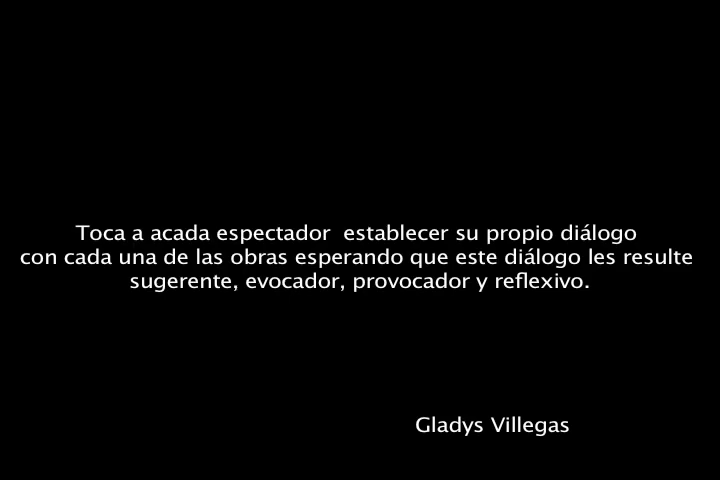 Toca a acada espectador  establecer su propio diálogo
con cada una de las obras esperando que este diálogo les resulte
sugerente, evocador, provocador y reflexivo.
Gladys Villegas